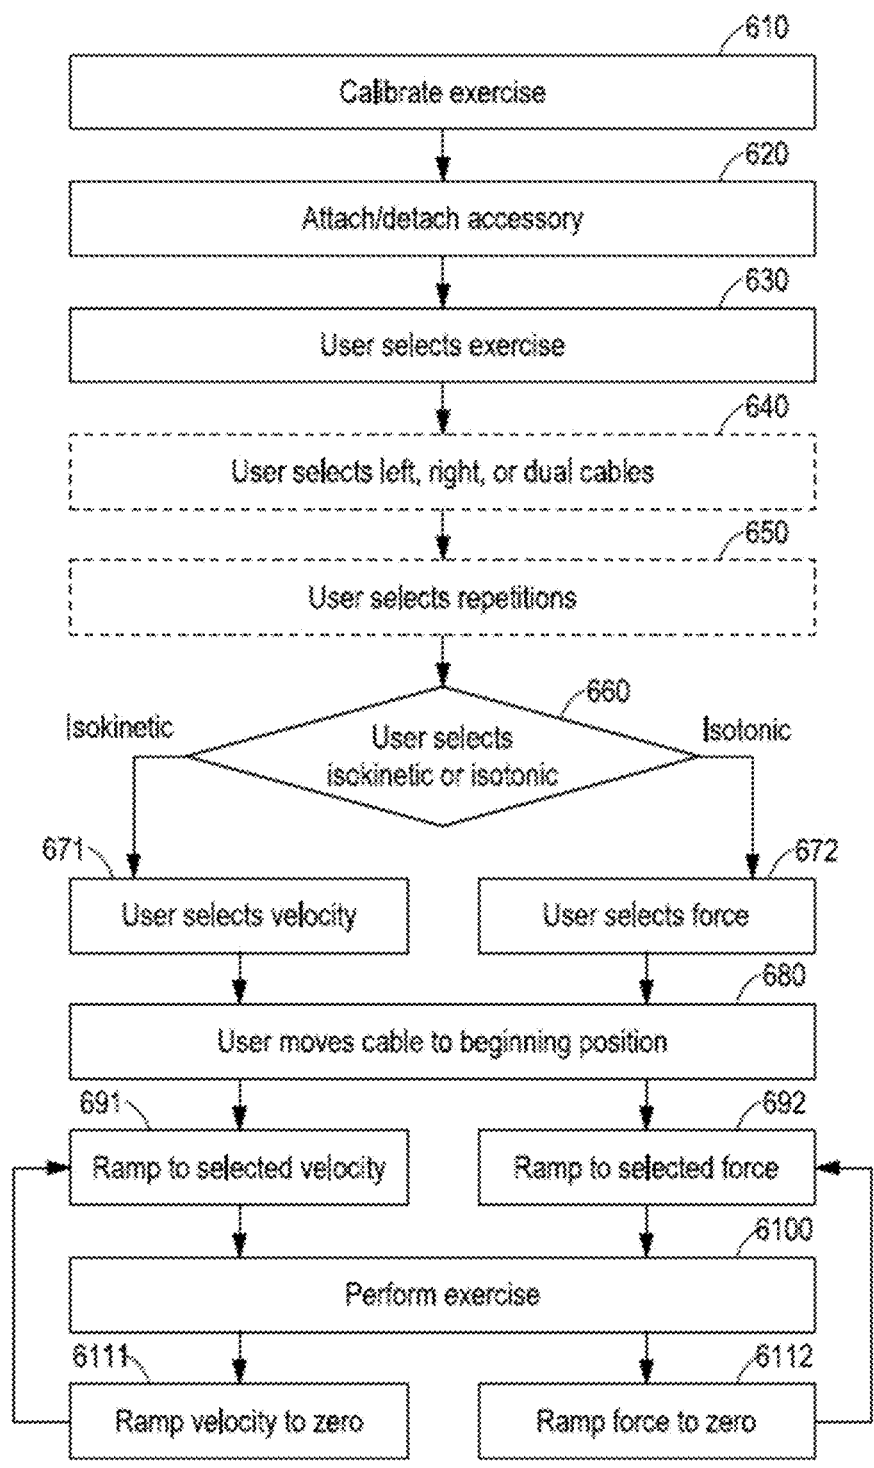 610
Calibrate exercise
620
Attach/detach accessory
630
User selects exercise
640
User selects left, right, or dual cables
650
User selects repetitions
660
Isokinetic
Isotonic
User selects
isokinetic or isotonic
671
672
User selects velocity
User selects force
680
User moves cable to beginning position
691
692
Ramp to selected velocity
Ramp to selected force
6100
Perform exercise
6111
6112
Ramp velocity to zero
Ramp force to zero